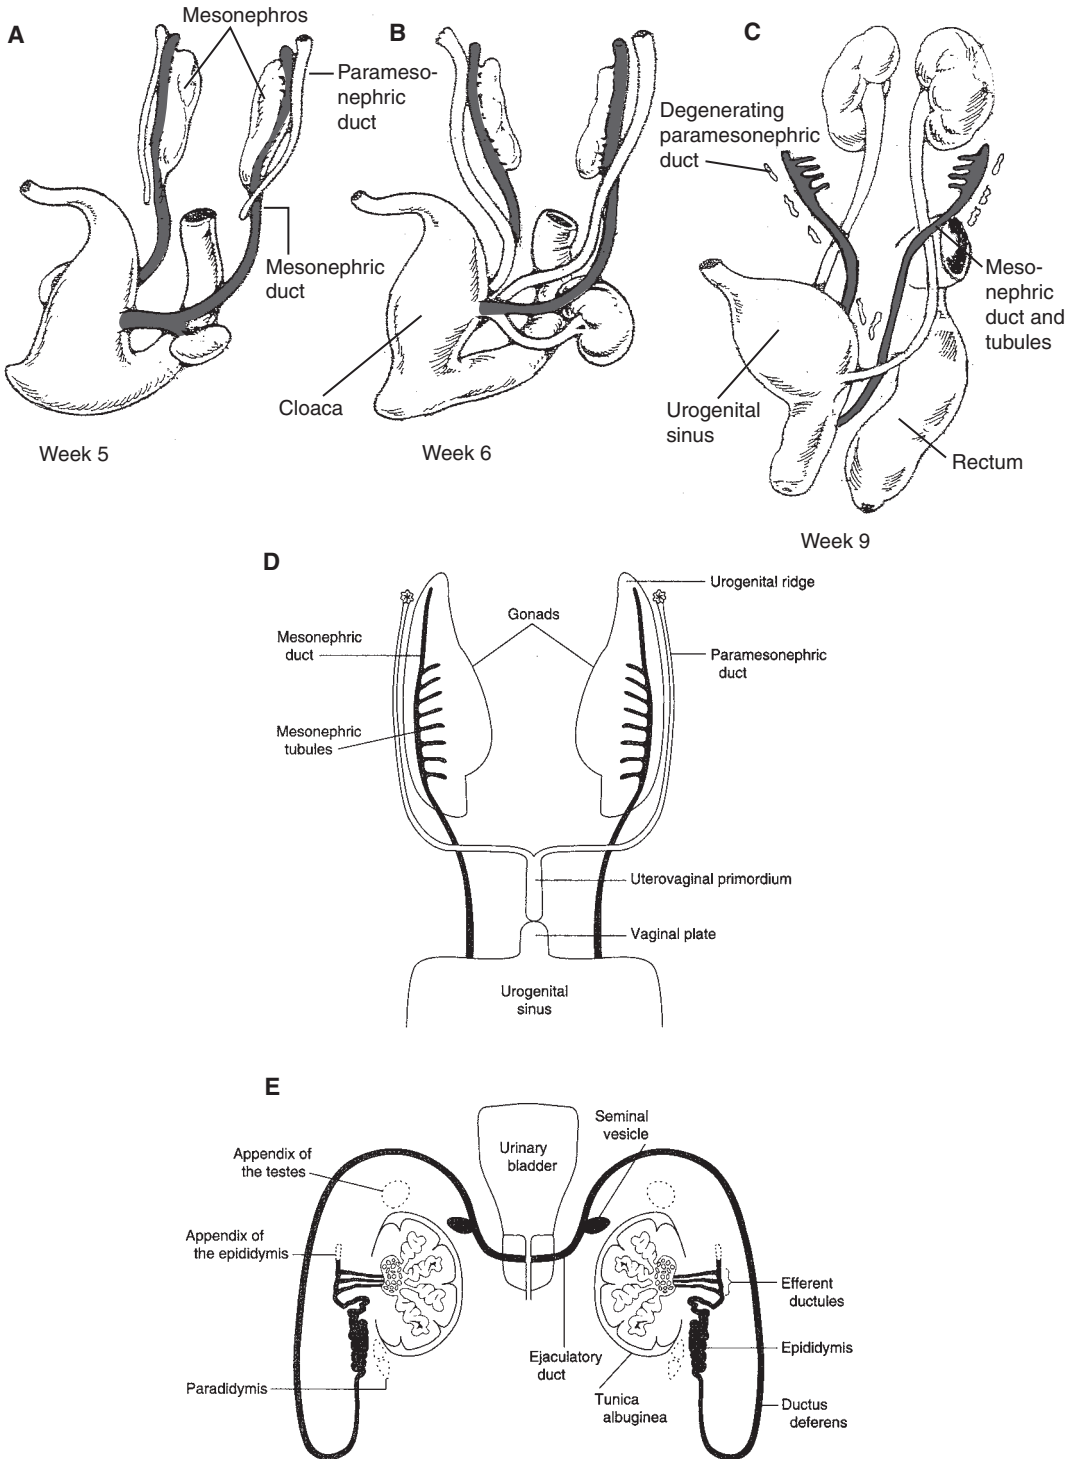 A
Mesonephros
Parameso-
nephric
duct
Mesonephric
duct
Week 5
B
Cloaca
Week 6
C
Degenerating
paramesonephric
duct
Meso-
nephric
duct and
tubules
Urogenital
sinus
Rectum
Week 9
D
Urogenital ridge
Gonads
Mesonephric
duct
Paramesonephric
duct
Mesonephric
tubules
Uterovaginal primordium
Vaginal plate
Urogenital
sinus
E
Seminal
vesicle
Urinary
bladder
Appendix of
the testes
Appendix of
the epididymis
Efferent
ductules
Epididymis
Ejaculatory
duct
Paradidymis
Tunica
albuginea
Ductus
deferens